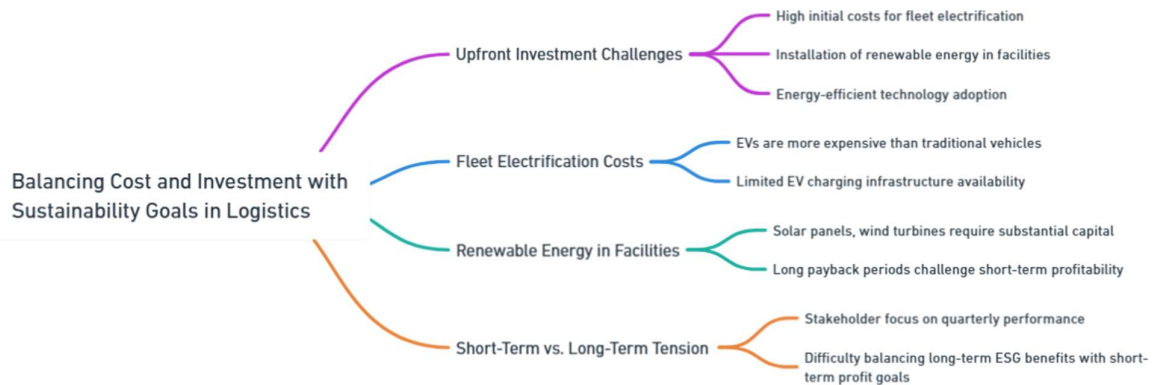 Balancing Cost and Investment with
Sustainability Goals in Logistics
Upfront Investment Challenges
High initial costs for fleet electrification
Installation of renewable energy in facilities
Energy-efficient technology adoption
Fleet Electrification Costs
EVs are more expensive than traditional vehicles
Limited EV charging infrastructure availability
Renewable Energy in Facilities
Solar panels, wind turbines require substantial capital
Long payback periods challenge short-term profitability
Short-Term vs. Long-Term Tension
Stakeholder focus on quarterly performance
Difficulty balancing long-term ESG benefits with short-
term profit goals